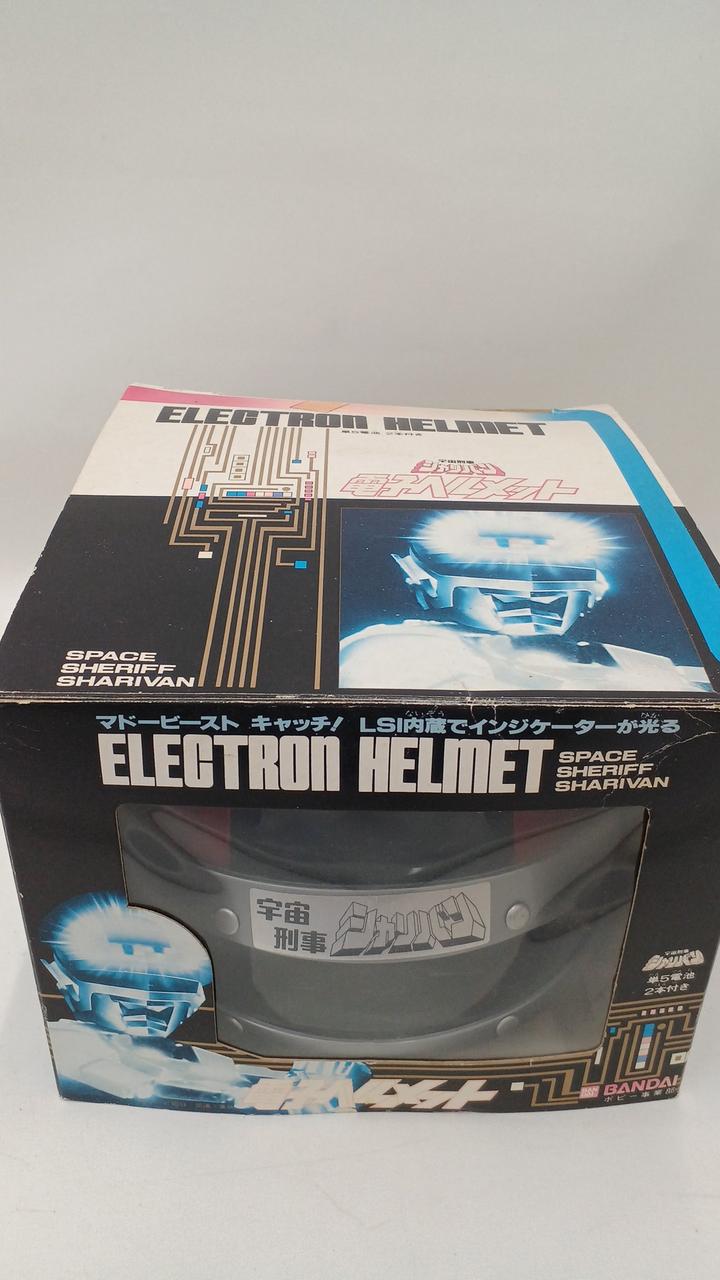 ELECTRON HELMET
単5電池 2本付き
宇宙刑事
シャリバン
電子ヘルメット
SPACE
SHERIFF
SHARIVAN
マドービースト キャッチ! LSI内蔵でインジケーターが光る
ELECTRON HELMET
SPACE
SHERIFF
SHARIVAN
宇宙
刑事
シャリバン
宇宙刑事
シャリバン
単5電池
2本付き
電子ヘルメット
BANDAI
ポピー事業部